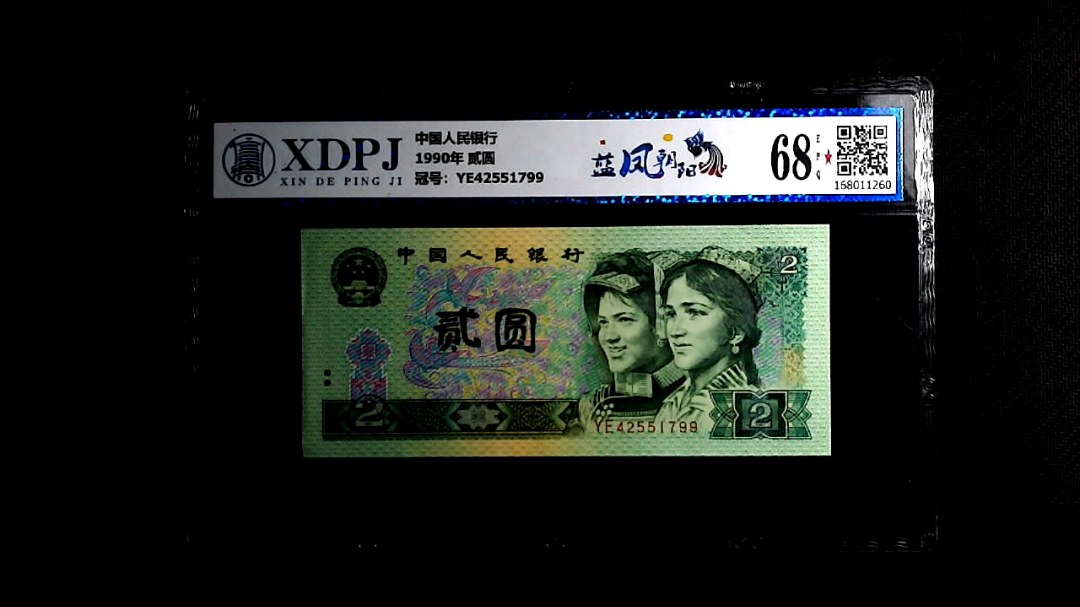 XDPJ
XIN DE PING JI
中国人民银行
1990年 贰圆
冠号: YE42551799
蓝凤朝阳
68
E
P
Q
168011260
中国人民银行
贰圆
2
2
YE42551799
2